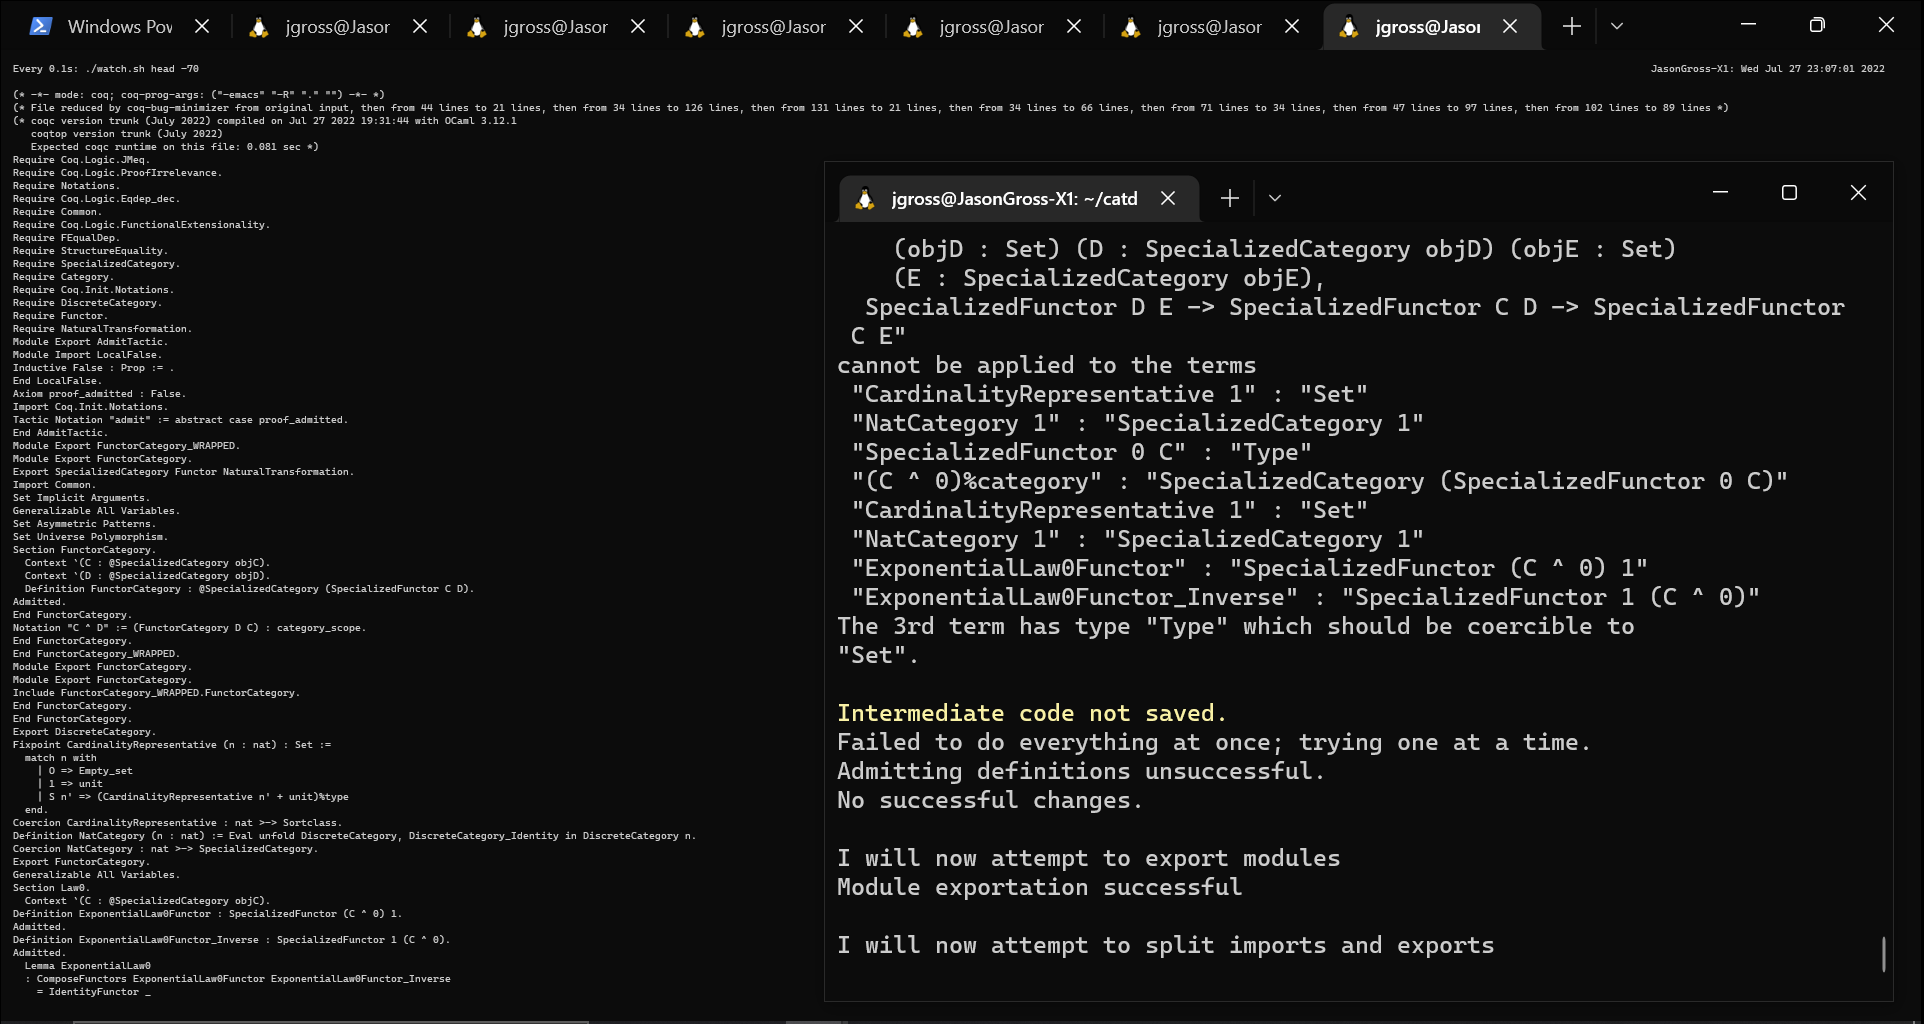 Windows Pow
jgross@Jason
jgross@Jason
jgross@Jason
jgross@Jason
jgross@Jason
jgross@Jason
Every 0.1s: ./watch.sh head -70
JasonGross-X1: Wed Jul 27 23:07:01 2022
(* -*- mode: coq; coq-prog-args: ("-emacs" "-R" "." "") -*- *)
(* File reduced by coq-bug-minimizer from original input, then from 44 lines to 21 lines, then from 34 lines to 126 lines, then from 131 lines to 21 lines, then from 34 lines to 66 lines, then from 71 lines to 34 lines, then from 47 lines to 97 lines, then from 102 lines to 89 lines *)
(* coqc version trunk (July 2022) compiled on Jul 27 2022 19:31:44 with OCaml 3.12.1
coqtop version trunk (July 2022)
Expected coqc runtime on this file: 0.081 sec *)
Require Coq.Logic.JMeq.
Require Coq.Logic.ProofIrrelevance.
Require Notations.
Require Coq.Logic.Eqdep_dec.
Require Common.
Require Coq.Logic.FunctionalExtensionality.
Require FEqualDep.
Require StructureEquality.
Require SpecializedCategory.
Require Category.
Require Coq.Init.Notations.
Require DiscreteCategory.
Require Functor.
Require NaturalTransformation.
Module Export AdmitTactic.
Module Import LocalFalse.
Inductive False : Prop := .
End LocalFalse.
Axiom proof_admitted : False.
Import Coq.Init.Notations.
Tactic Notation "admit" := abstract case proof_admitted.
End AdmitTactic.
Module Export FunctorCategory_WRAPPED.
Module Export FunctorCategory.
Export SpecializedCategory Functor NaturalTransformation.
Import Common.
Set Implicit Arguments.
Generalizable All Variables.
Set Asymmetric Patterns.
Set Universe Polymorphism.
Section FunctorCategory.
Context `(C : @SpecializedCategory objC).
Context `(D : @SpecializedCategory objD).
Definition FunctorCategory : @SpecializedCategory (SpecializedFunctor C D).
Admitted.
End FunctorCategory.
Notation "C ^ D" := (FunctorCategory D C) : category_scope.
End FunctorCategory.
End FunctorCategory_WRAPPED.
Module Export FunctorCategory.
Module Export FunctorCategory.
Include FunctorCategory_WRAPPED.FunctorCategory.
End FunctorCategory.
End FunctorCategory.
Export DiscreteCategory.
Fixpoint CardinalityRepresentative (n : nat) : Set :=
match n with
| O => Empty_set
| 1 => unit
| S n' => (CardinalityRepresentative n' + unit)%type
end.
Coercion CardinalityRepresentative : nat >-> Sortclass.
Definition NatCategory (n : nat) := Eval unfold DiscreteCategory, DiscreteCategory_Identity in DiscreteCategory n.
Coercion NatCategory : nat >-> SpecializedCategory.
Export FunctorCategory.
Generalizable All Variables.
Section Law0.
Context `(C : @SpecializedCategory objC).
Definition ExponentialLaw0Functor : SpecializedFunctor (C ^ 0) 1.
Admitted.
Definition ExponentialLaw0Functor_Inverse : SpecializedFunctor 1 (C ^ 0).
Admitted.
Lemma ExponentialLaw0
: ComposeFunctors ExponentialLaw0Functor ExponentialLaw0Functor_Inverse
= IdentityFunctor _
jgross@JasonGross-X1: ~/catd
(objD : Set) (D : SpecializedCategory objD) (objE : Set)
(E : SpecializedCategory objE),
SpecializedFunctor D E -> SpecializedFunctor C D -> SpecializedFunctor
C E"
cannot be applied to the terms
"CardinalityRepresentative 1" : "Set"
"NatCategory 1" : "SpecializedCategory 1"
"SpecializedFunctor 0 C" : "Type"
"(C ^ 0)%category" : "SpecializedCategory (SpecializedFunctor 0 C)"
"CardinalityRepresentative 1" : "Set"
"NatCategory 1" : "SpecializedCategory 1"
"ExponentialLaw0Functor" : "SpecializedFunctor (C ^ 0) 1"
"ExponentialLaw0Functor_Inverse" : "SpecializedFunctor 1 (C ^ 0)"
The 3rd term has type "Type" which should be coercible to
"Set".
Intermediate code not saved.
Failed to do everything at once; trying one at a time.
Admitting definitions unsuccessful.
No successful changes.
I will now attempt to export modules
Module exportation successful
I will now attempt to split imports and exports